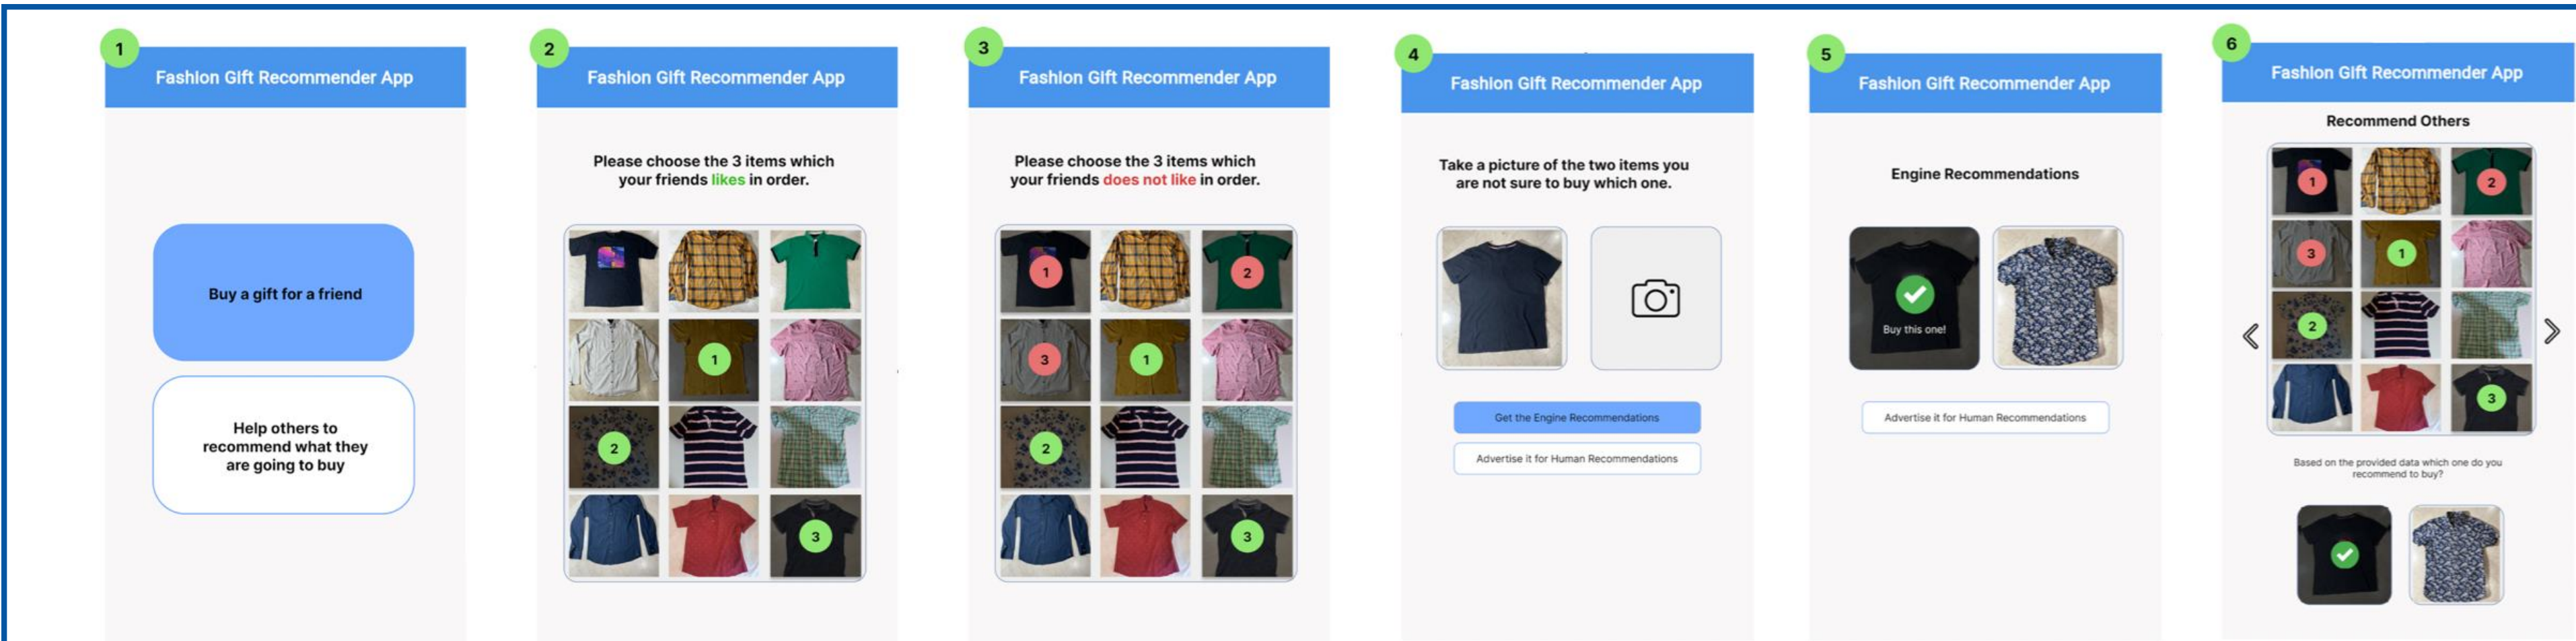 1
Fashion Gift Recommender App
Buy a gift for a friend
Help others to
recommend what they
are going to buy
2
Fashion Gift Recommender App
Please choose the 3 items which
your friends likes in order.
1
2
3
3
Fashion Gift Recommender App
Please choose the 3 items which
your friends does not like in order.
1
2
3
1
2
3
4
Fashion Gift Recommender App
Take a picture of the two items you
are not sure to buy which one.
Get the Engine Recommendations
Advertise it for Human Recommendations
5
Fashion Gift Recommender App
Engine Recommendations
Buy this one!
Advertise it for Human Recommendations
6
Fashion Gift Recommender App
Recommend Others
1
2
3
1
2
3
Based on the provided data which one do you
recommend to buy?